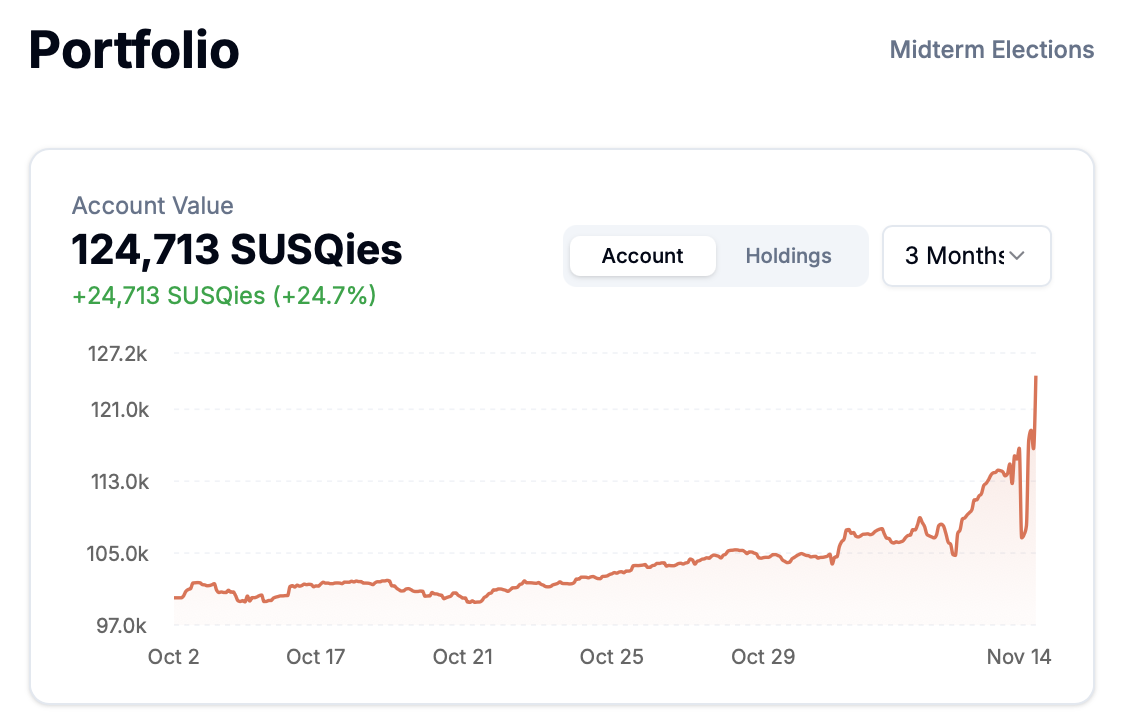 Portfolio
Midterm Elections
Account Value
124,713 SUSQies
+24,713 SUSQies (+24.7%)
Account
Holdings
3 Months
127.2k
121.0k
113.0k
105.0k
97.0k
Oct 2
Oct 17
Oct 21
Oct 25
Oct 29
Nov 14